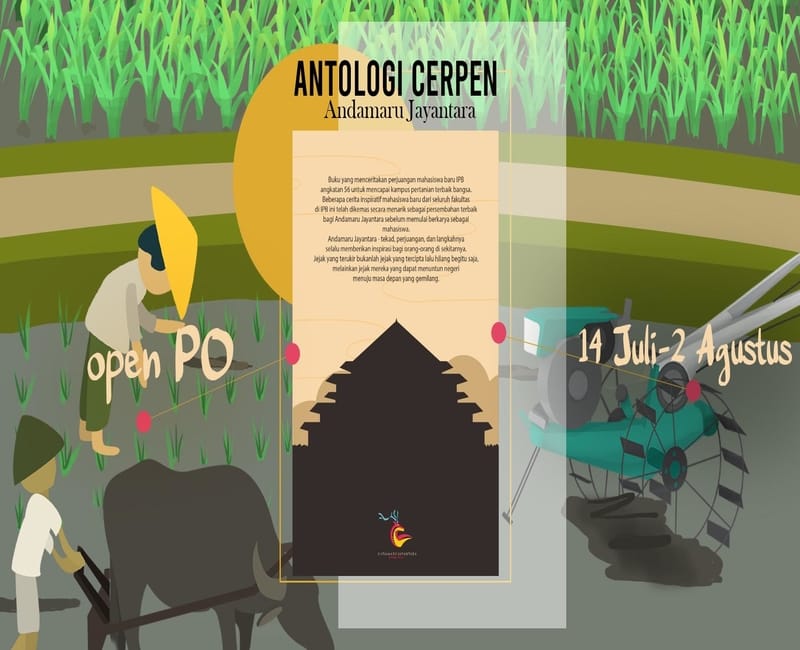 ANTOLOGI CERPEN
Andamaru Jayantara
Buku yang menceritakan perjuangan mahasiswa baru IPB
angkatan 56 untuk mencapai kampus pertanian terbaik bangsa.
Beberapa cerita inspiratif mahasiswa baru dari seluruh fakultas
di IPB ini telah dikemas secara menarik sebagai persembahan terbaik
bagi Andamaru Jayantara sebelum memulai berkarya sebagai
mahasiswa.
Andamaru Jayantara - tekad, perjuangan, dan langkahnya
selalu memberikan inspirasi bagi orang-orang di sekitarnya.
Jejak yang terukir bukanlah jejak yang tercipta lalu hilang begitu saja,
melainkan jejak mereka yang dapat menuntun negeri
menuju masa depan yang gemilang.
open PO
14 Juli-2 Agustus